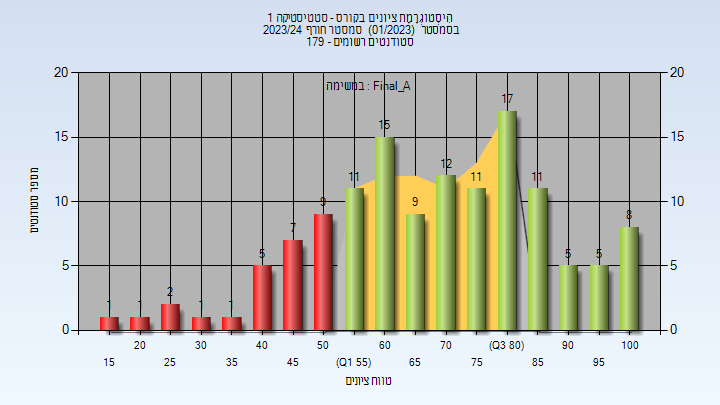 הִיסְטוֹגְרָמַת ציונים בקורס - סטטיסטיקה 1
בסמסטר (01/2023) סמסטר חורף 2023/24
סטודנטים רשומים - 179
במשימה : Final_A
20 20
15 15
10 10
5 5
0 0
מספר סטודנטים
1 1 2 1 1 5 7 9 11 15 9 12 11 17 11 5 5 8
20 30 40 50 60 70 (Q3 80) 90 100
15 25 35 45 (Q1 55) 65 75 85 95
טווח ציונים